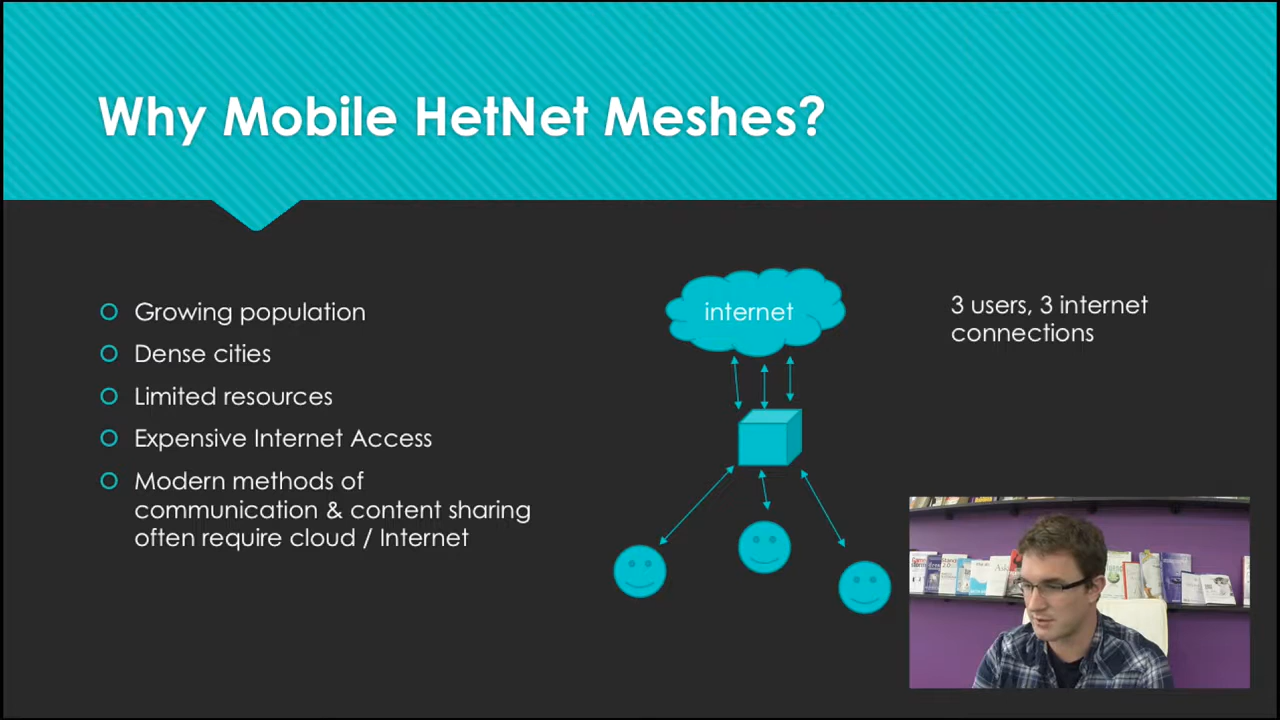 Why Mobile HetNet Meshes?
Growing population
Dense cities
Limited resources
Expensive Internet Access
Modern methods of
communication & content sharing
often require cloud / Internet
internet
3 users, 3 internet
connections